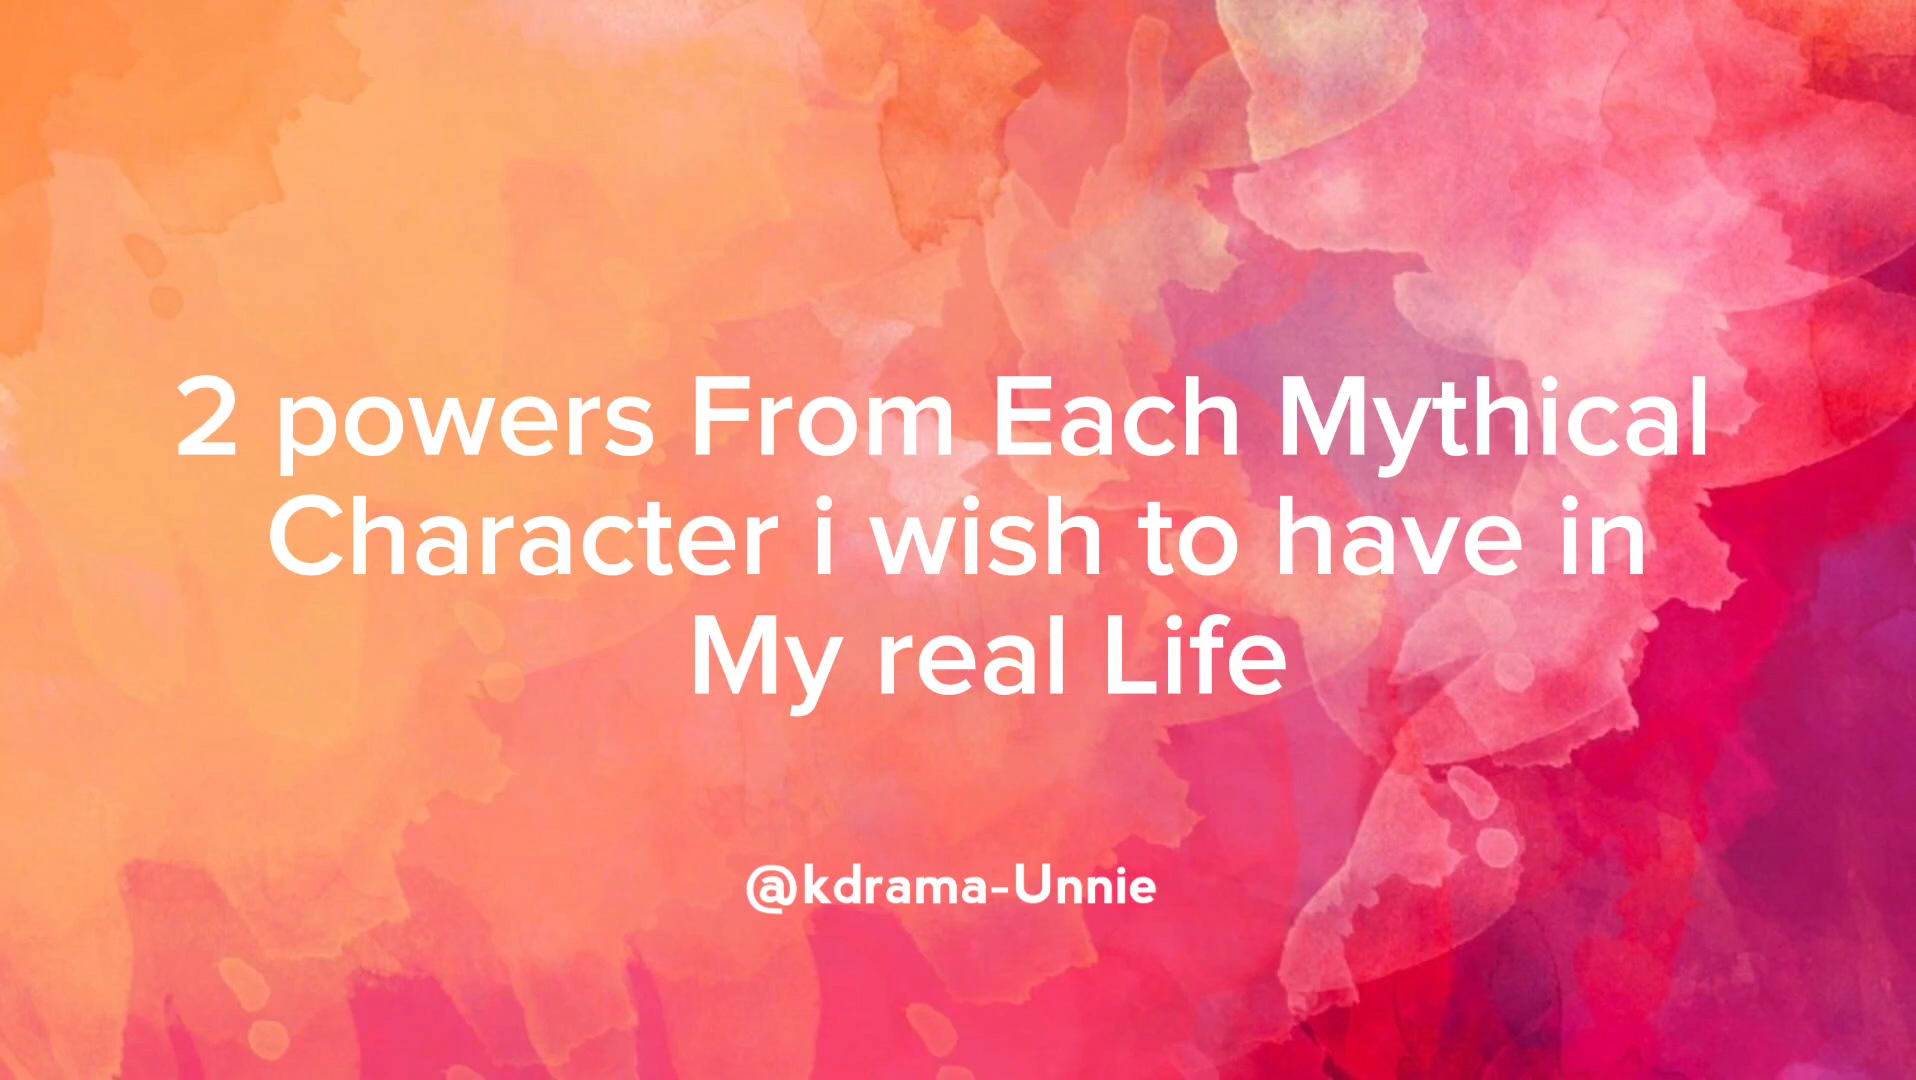 2 powers From Each Mythical
Character i wish to have in
My real Life
@kdrama-Unnie